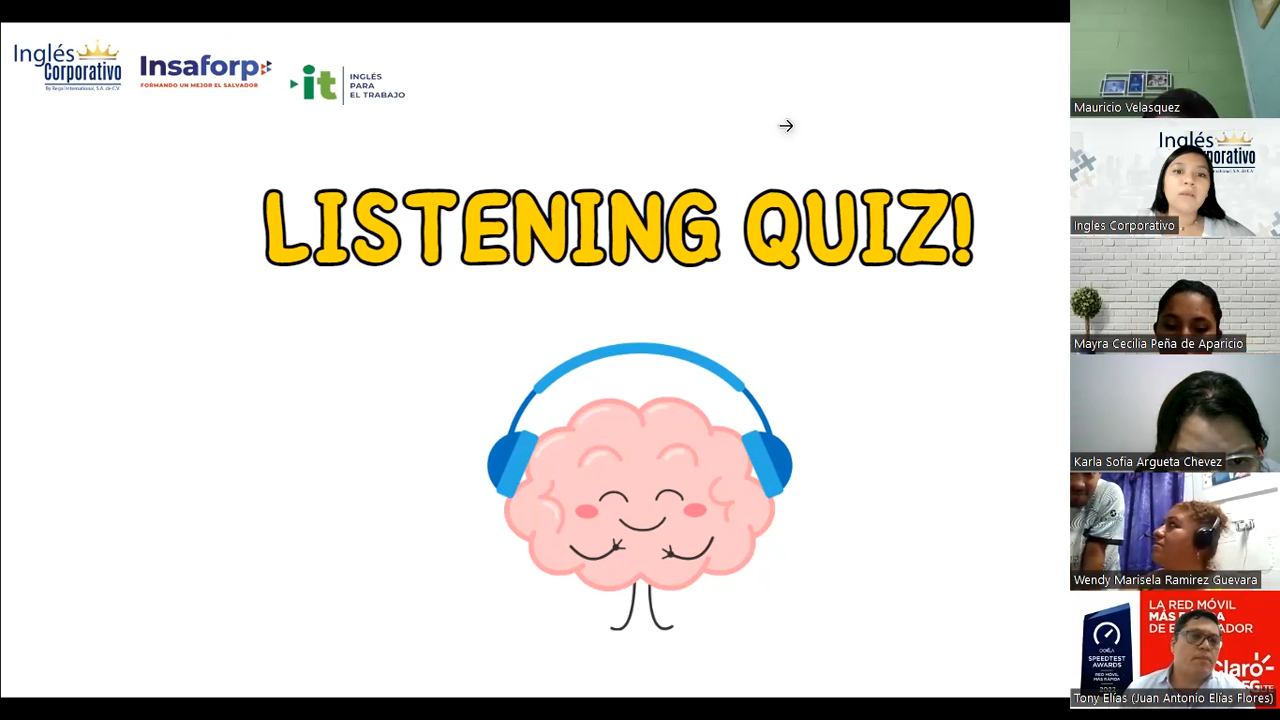 Inglés
Corporativo
By Regal International, S.A. de C.V.
Insaforp
FORMANDO UN MEJOR EL SALVADOR
it
INGLÉS
PARA
EL TRABAJO
LISTENING QUIZ!
Mauricio Velasquez
Inglés
Ingles Corporativo
Mayra Cecilia Peña de Aparicio
Karla Sofia Argueta Chevez
Wendy Marisela Ramirez Guevara
LA RED MÓVIL
MÁS
DE
SPEEDTEST
AWARDS
Claro
Tony Elías (Juan Antonio Elías Flores)